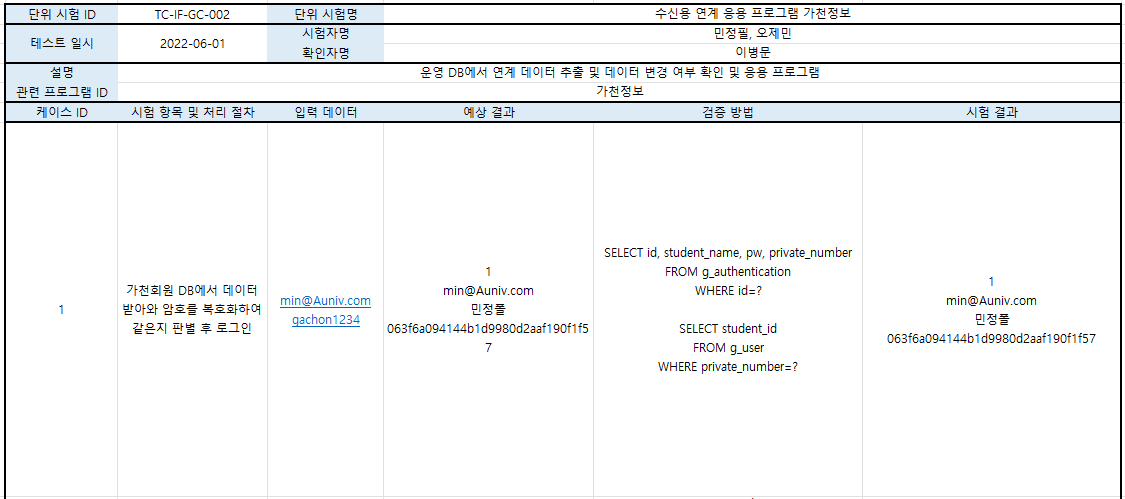 단위 시험 ID TC-IF-GC-002 단위 시험명 수신용 연계 응용 프로그램 가천정보
테스트 일시 2022-06-01 시험자명 민정필, 오제민
확인자명 이병문
설명 운영 DB에서 연계 데이터 추출 및 데이터 변경 여부 확인 및 응용 프로그램
관련 프로그램 ID 가천정보
케이스 ID 시험 항목 및 처리 절차 입력 데이터 예상 결과 검증 방법 시험 결과
1
가천회원 DB에서 데이터
받아와 암호를 복호화하여
같은지 판별 후 로그인
min@Auniv.com
gachon1234
1
min@Auniv.com
민정폴
063f6a094144b1d9980d2aaf190f1f5
7
SELECT id, student_name, pw, private_number
FROM g_authentication
WHERE id=?
SELECT student_id
FROM g_user
WHERE private_number=?
1
min@Auniv.com
민정폴
063f6a094144b1d9980d2aaf190f1f57